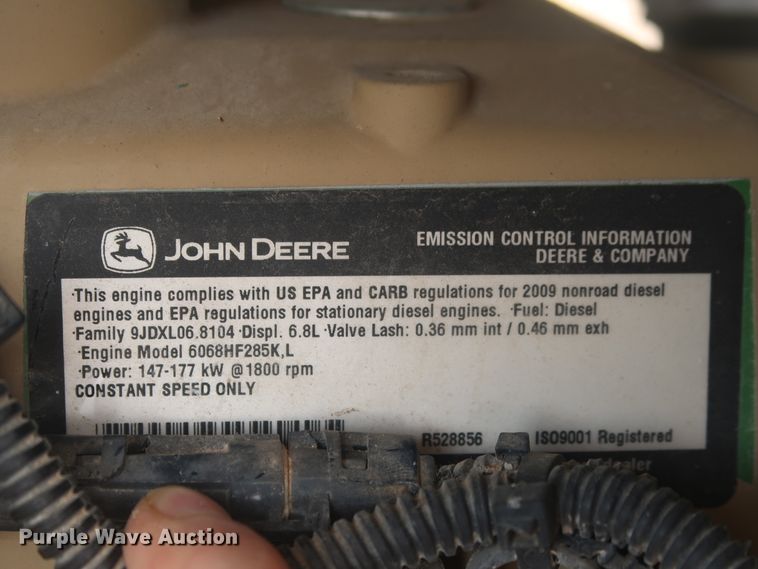 JOHN DEERE
EMISSION CONTROL INFORMATION
DEERE & COMPANY
·This engine complies with US EPA and CARB regulations for 2009 nonroad diesel
engines and EPA regulations for stationary diesel engines. ·Fuel: Diesel
·Family 9JDXL06.8104 ·Displ. 6.8L ·Valve Lash: 0.36 mm int / 0.46 mm exh
·Engine Model 6068HF285K,L
·Power: 147-177 kW @1800 rpm
CONSTANT SPEED ONLY
R528856 ISO9001 Registered
dealer
Purple Wave Auction